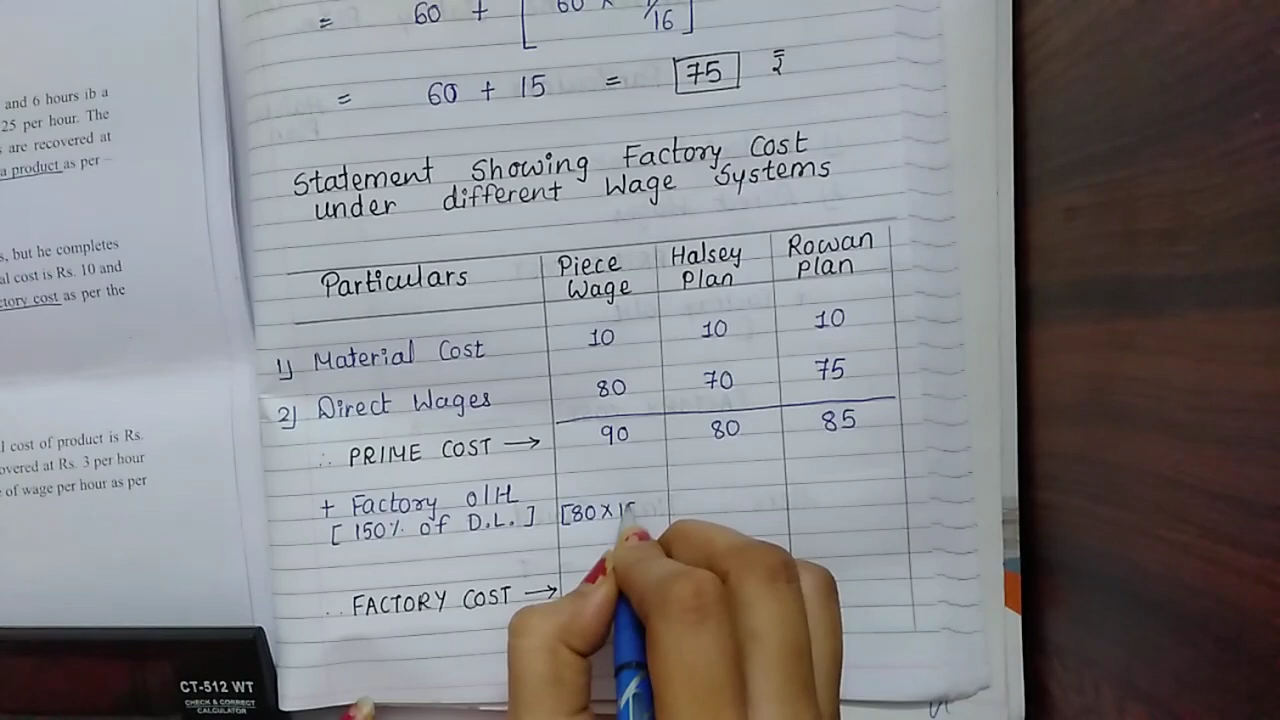 = 60 + [ 60 × /16 ]
= 60 + 15 = 75 ₹
and 6 hours ib a
25 per hour. The
are recovered at
a product as per
Statement Showing Factory Cost
under different Wage Systems
s, but he completes
al cost is Rs. 10 and
ctory cost as per the
Particulars Piece Wage Halsey Plan Rowan Plan
1) Material Cost 10 10 10
2) Direct Wages 80 70 75
∴ PRIME COST → 90 80 85
l cost of product is Rs.
overed at Rs. 3 per hour
of wage per hour as per
+ Factory O/H
[ 150% of D.L. ] [80 × 15
∴ FACTORY COST →
CT-512 WT
CHECK & CORRECT
CALCULATOR